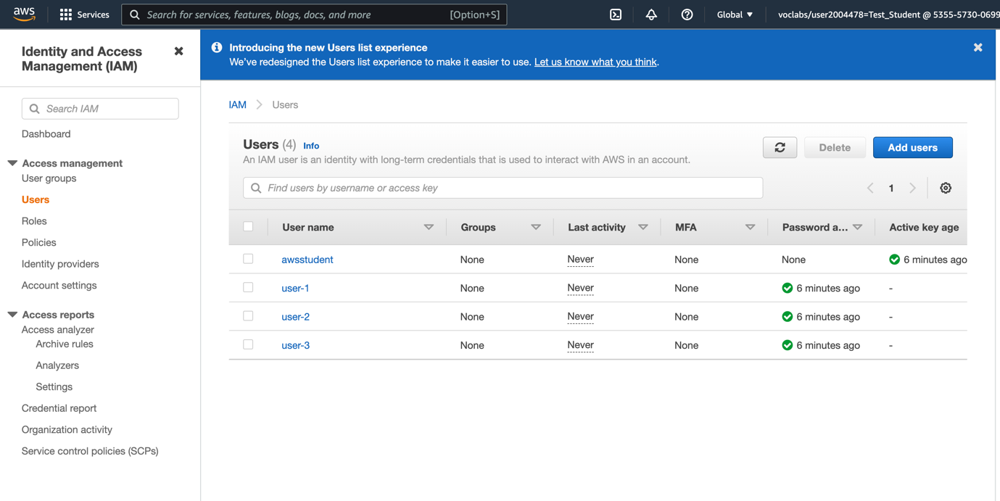 aws
Services
Search for services, features, blogs, docs, and more
[Option+S]
Global
voclabs/user2004478=Test_Student @ 5355-5730-0699
Identity and Access
Management (IAM)
Search IAM
Dashboard
Access management
User groups
Users
Roles
Policies
Identity providers
Account settings
Access reports
Access analyzer
Archive rules
Analyzers
Settings
Credential report
Organization activity
Service control policies (SCPs)
Introducing the new Users list experience
We've redesigned the Users list experience to make it easier to use. Let us know what you think.
IAM > Users
Users (4) Info
An IAM user is an identity with long-term credentials that is used to interact with AWS in an account.
Delete
Add users
Find users by username or access key
1
User name Groups Last activity MFA Password a... Active key age
awsstudent None Never None None 6 minutes ago
user-1 None Never None 6 minutes ago -
user-2 None Never None 6 minutes ago -
user-3 None Never None 6 minutes ago -